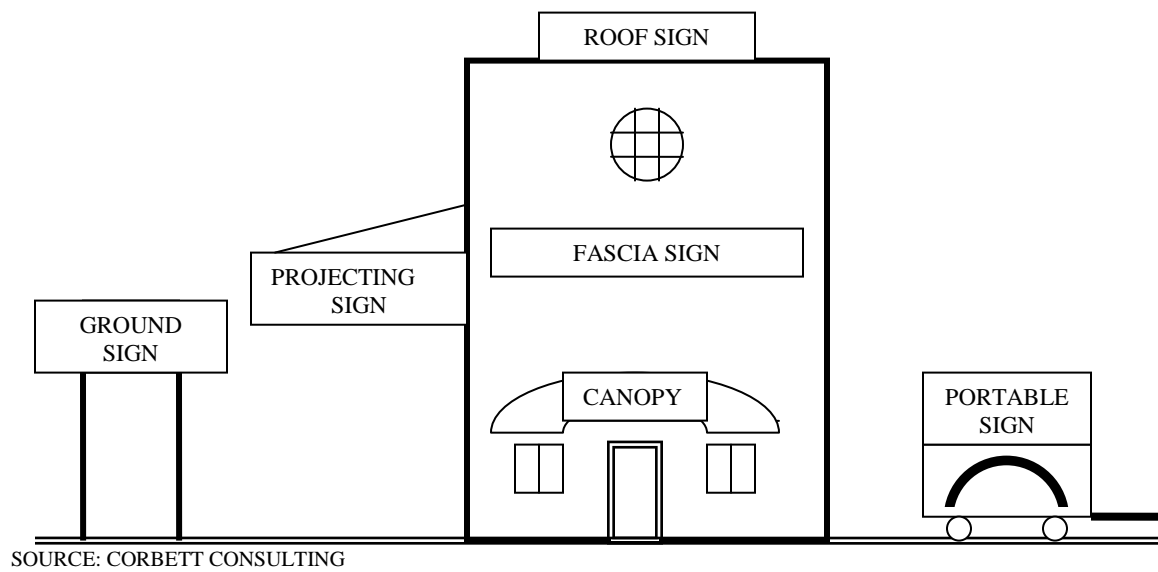 ROOF SIGN
FASCIA SIGN
PROJECTING
SIGN
GROUND
SIGN
CANOPY
PORTABLE
SIGN
SOURCE: CORBETT CONSULTING